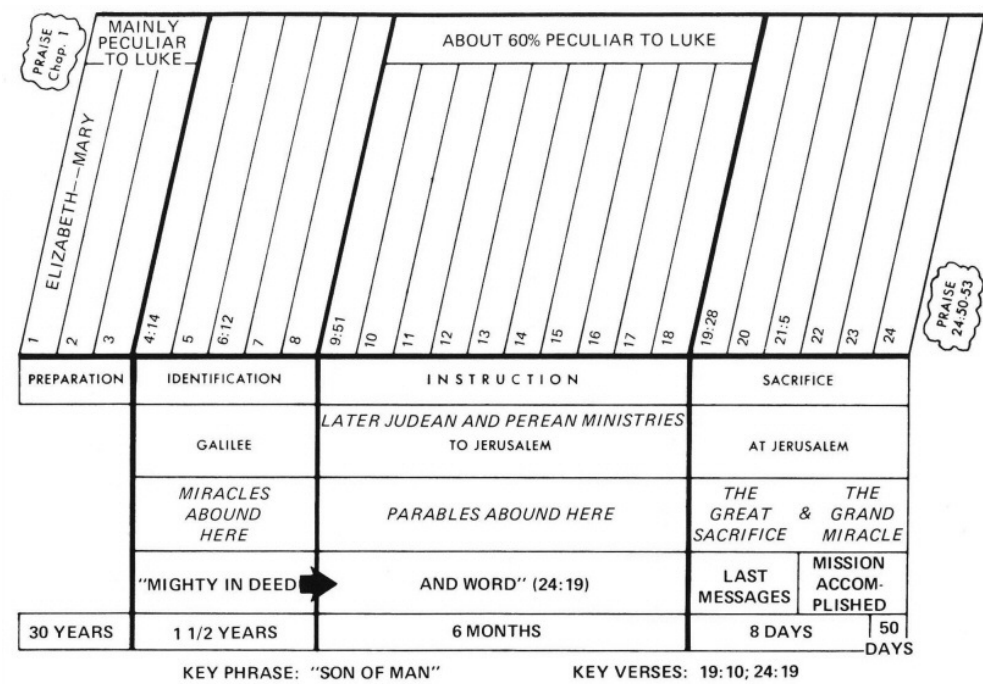 PRAISE
Chap. 1
MAINLY
PECULIAR
TO LUKE
ABOUT 60% PECULIAR TO LUKE
ELIZABETH--MARY
1
2
3
4:14
5
6:12
7
8
9:51
10
11
12
13
14
15
16
17
18
19:28
20
21:5
22
23
24
PRAISE
24:50-53
PREPARATION
IDENTIFICATION
INSTRUCTION
SACRIFICE
LATER JUDEAN AND PEREAN MINISTRIES
GALILEE
TO JERUSALEM
AT JERUSALEM
MIRACLES
ABOUND
HERE
PARABLES ABOUND HERE
THE
GREAT
SACRIFICE
&
THE
GRAND
MIRACLE
"MIGHTY IN DEED
AND WORD" (24:19)
LAST
MESSAGES
MISSION
ACCOM-
PLISHED
30 YEARS
1 1/2 YEARS
6 MONTHS
8 DAYS
50
DAYS
KEY PHRASE: "SON OF MAN"
KEY VERSES: 19:10; 24:19